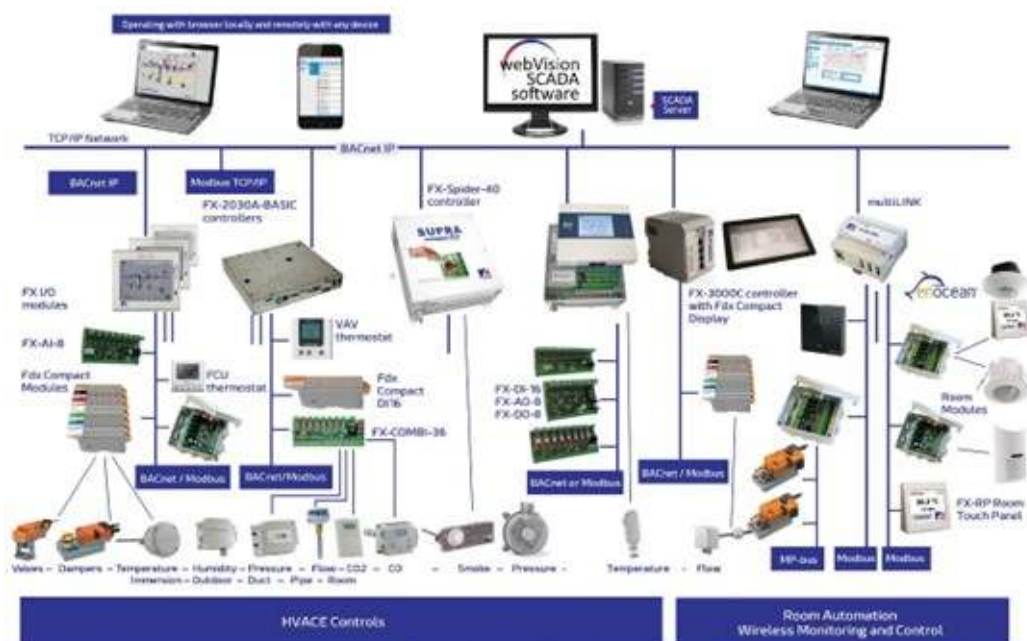 Operating with browser locally and remotely with any device
webVision
SCADA
software
SCADA
Server
TCP/IP Network
BACnet IP
BACnet IP
Modbus TCP/IP
FX-2030A-BASIC
controllers
FX-Spider-40
controller
multiLINK
SUPRA
FX I/O
modules
FX-AI-8
Fdx Compact
Modules
FCU
thermostat
VAV
thermostat
Fdx
Compact
DI16
FX-COMBI-36
FX-DI-16
FX-AO-8
FX-DO-8
FX-3000C controller
with Fdx Compact
Display
enocean
Room
Modules
FX-RP Room
Touch Panel
BACnet / Modbus
BACnet/Modbus
BACnet or Modbus
BACnet / Modbus
MP-bus
Modbus
Modbus
Valves - Dampers - Temperature - Humidity - Pressure - Flow - CO2 - CO - Smoke - Pressure - Temperature - Flow
Immersion - Outdoor - Duct - Pipe - Room
HVACE Controls
Room Automation
Wireless Monitoring and Control